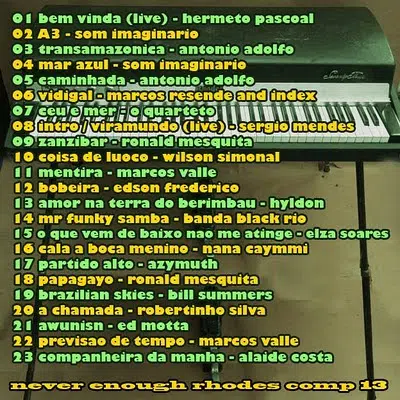 01 bem vinda (live) - hermeto pascoal
02 A3 - som imaginario
03 transamazonica - antonio adolfo
04 mar azul - som imaginario
05 caminhada - antonio adolfo
06 vidigal - marcos resende and index
07 ceu e mer - o quarteto
08 intro / viramundo (live) - sergio mendes
09 zanzibar - ronald mesquita
10 coisa de luoco - wilson simonal
11 mentira - marcos valle
12 bobeira - edson frederico
13 amor na terra do berimbau - hyldon
14 mr funky samba - banda black rio
15 o que vem de baixo nao me atinge - elza soares
16 cala a boca menino - nana caymmi
17 partido alto - azymuth
18 papagayo - ronald mesquita
19 brazilian skies - bill summers
20 a chamada - robertinho silva
21 awunisn - ed motta
22 previsao de tempo - marcos valle
23 companheira da manha - alaide costa
never enough rhodes comp 13